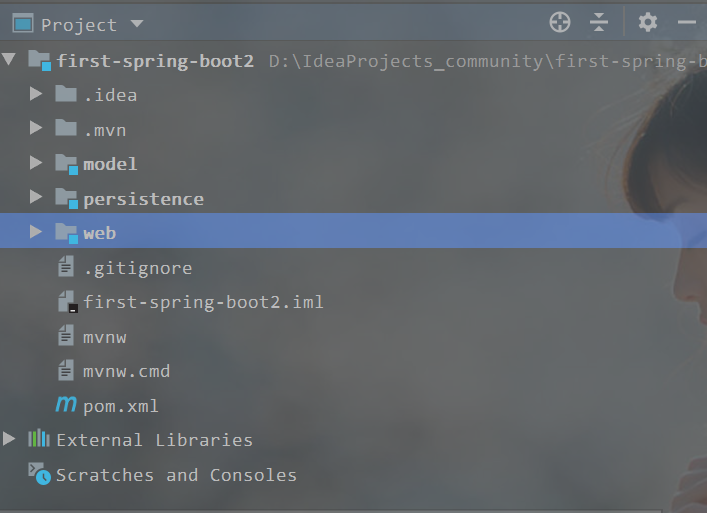 Project
first-spring-boot2 D:\IdeaProjects_community\first-spring-b
.idea
.mvn
model
persistence
web
.gitignore
first-spring-boot2.iml
mvnw
mvnw.cmd
pom.xml
External Libraries
Scratches and Consoles